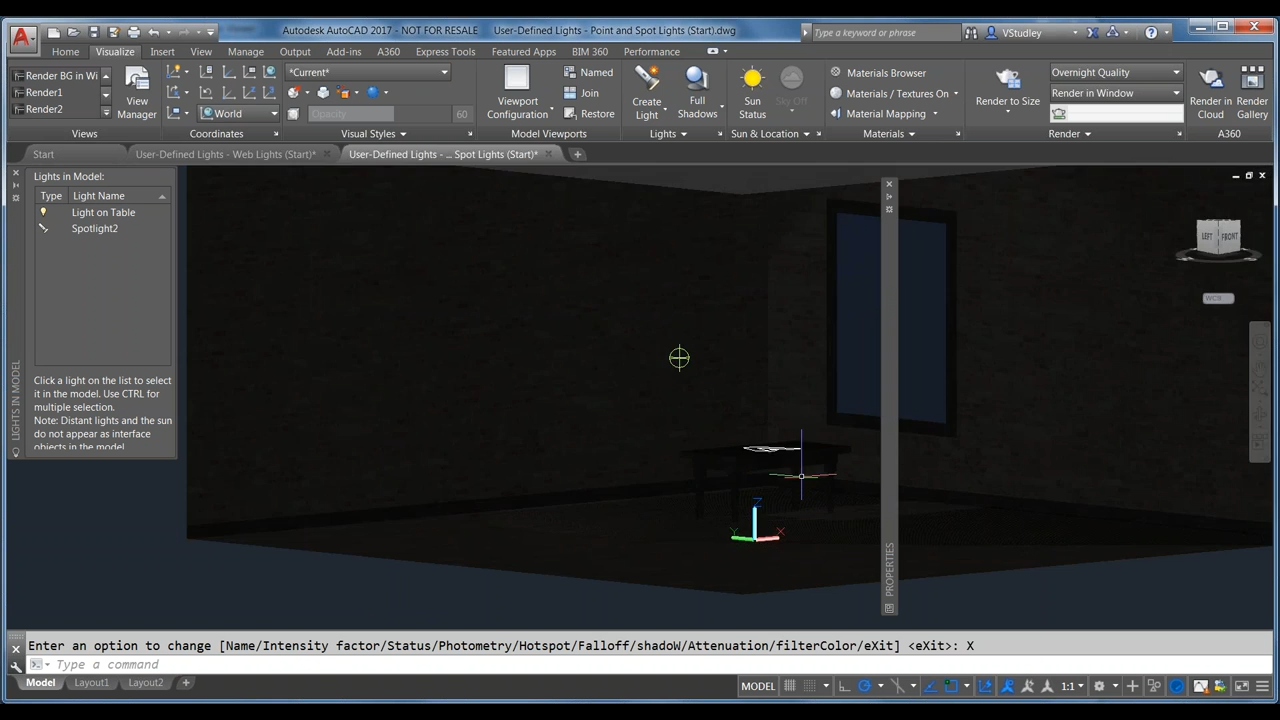 Autodesk AutoCAD 2017 - NOT FOR RESALE User-Defined Lights - Point and Spot Lights (Start).dwg
Type a keyword or phrase
VStudley
Home Visualize Insert View Manage Output Add-ins A360 Express Tools Featured Apps BIM 360 Performance
Render BG in Wi
Render1
Render2
View
Manager
Views
World
Coordinates
*Current*
Opacity 60
Visual Styles
Viewport
Configuration
Named
Join
Restore
Model Viewports
Create
Light
Full
Shadows
Lights
Sun
Status
Sky Off
Sun & Location
Materials Browser
Materials / Textures On
Material Mapping
Materials
Render to Size
Overnight Quality
Render in Window
Render
Render in
Cloud
Render
Gallery
A360
Start User-Defined Lights - Web Lights (Start)* User-Defined Lights - ... Spot Lights (Start)*
Lights in Model:
Type Light Name
Light on Table
Spotlight2
Click a light on the list to select
it in the model. Use CTRL for
multiple selection.
Note: Distant lights and the sun
do not appear as interface
objects in the model.
LIGHTS IN MODEL
PROPERTIES
LEFT FRONT
WCS
Z
Y X
Enter an option to change [Name/Intensity factor/Status/Photometry/Hotspot/Falloff/shadoW/Attenuation/filterColor/eXit] <eXit>: X
Type a command
Model Layout1 Layout2
MODEL 1:1